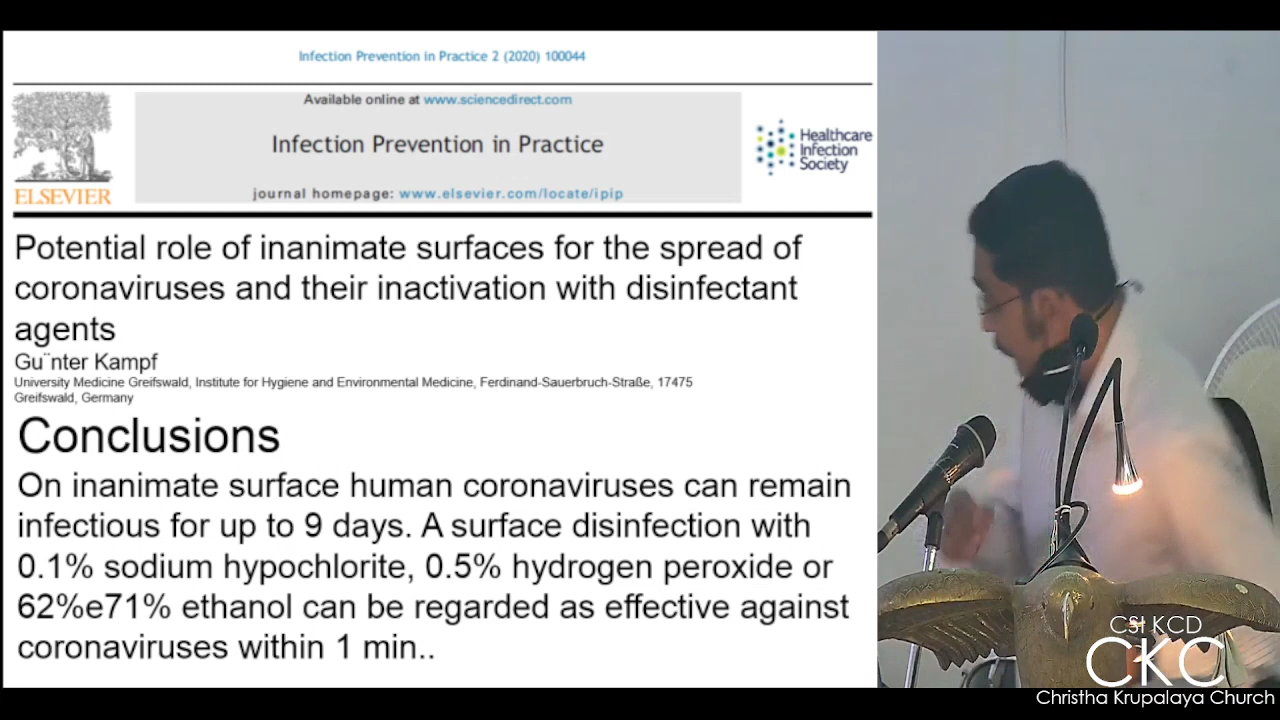 Infection Prevention in Practice 2 (2020) 100044
Available online at www.sciencedirect.com
Infection Prevention in Practice
journal homepage: www.elsevier.com/locate/ipip
ELSEVIER
Healthcare
Infection
Society
Potential role of inanimate surfaces for the spread of
coronaviruses and their inactivation with disinfectant
agents
Gu¨nter Kampf
University Medicine Greifswald, Institute for Hygiene and Environmental Medicine, Ferdinand-Sauerbruch-Straße, 17475
Greifswald, Germany
Conclusions
On inanimate surface human coronaviruses can remain
infectious for up to 9 days. A surface disinfection with
0.1% sodium hypochlorite, 0.5% hydrogen peroxide or
62%e71% ethanol can be regarded as effective against
coronaviruses within 1 min..
CSI KCD
CKC
Christha Krupalaya Church